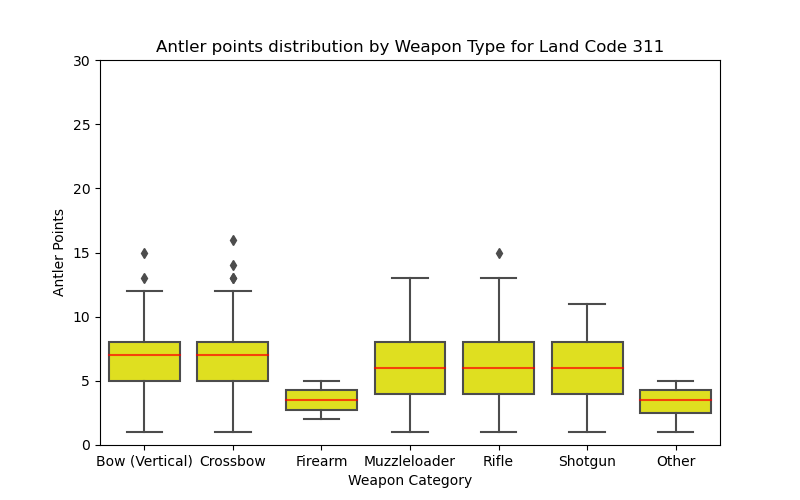 Antler points distribution by Weapon Type for Land Code 311
30
25
20
15
10
5
0
Antler Points
Bow (Vertical) Crossbow Firearm Muzzleloader Rifle Shotgun Other
Weapon Category